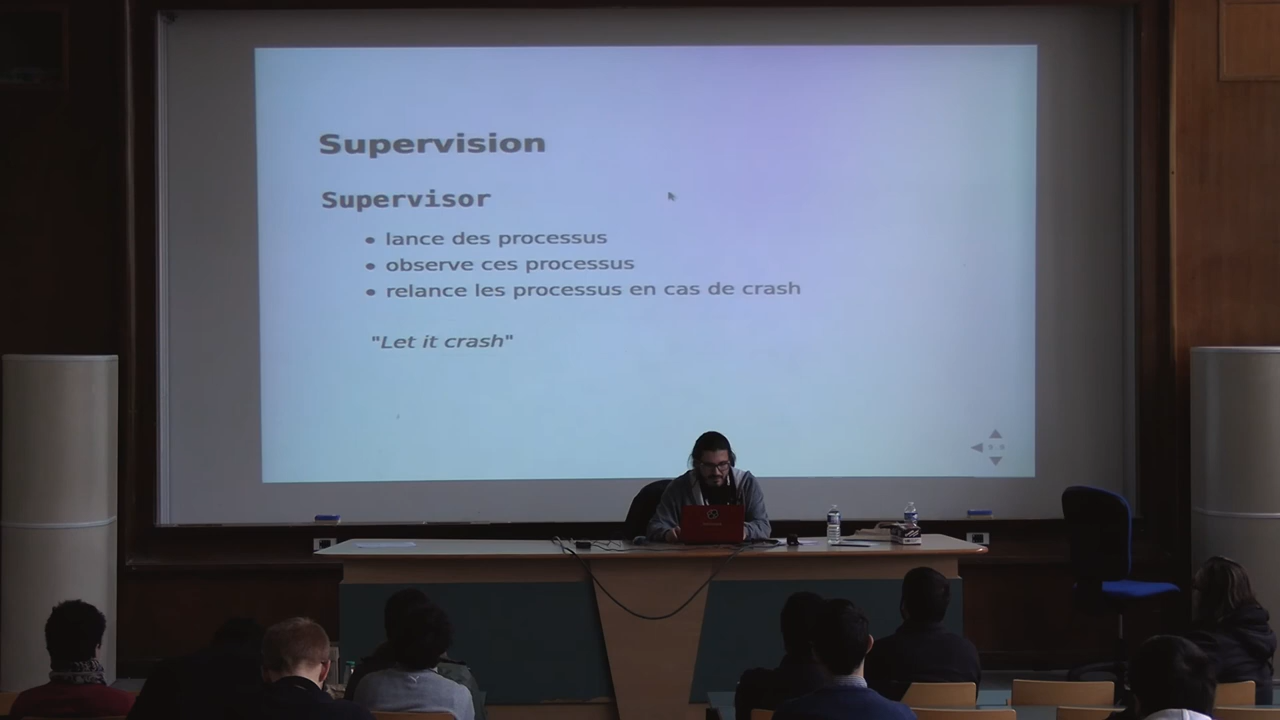 Supervision
Supervisor
• lance des processus
• observe ces processus
• relance les processus en cas de crash
"Let it crash"